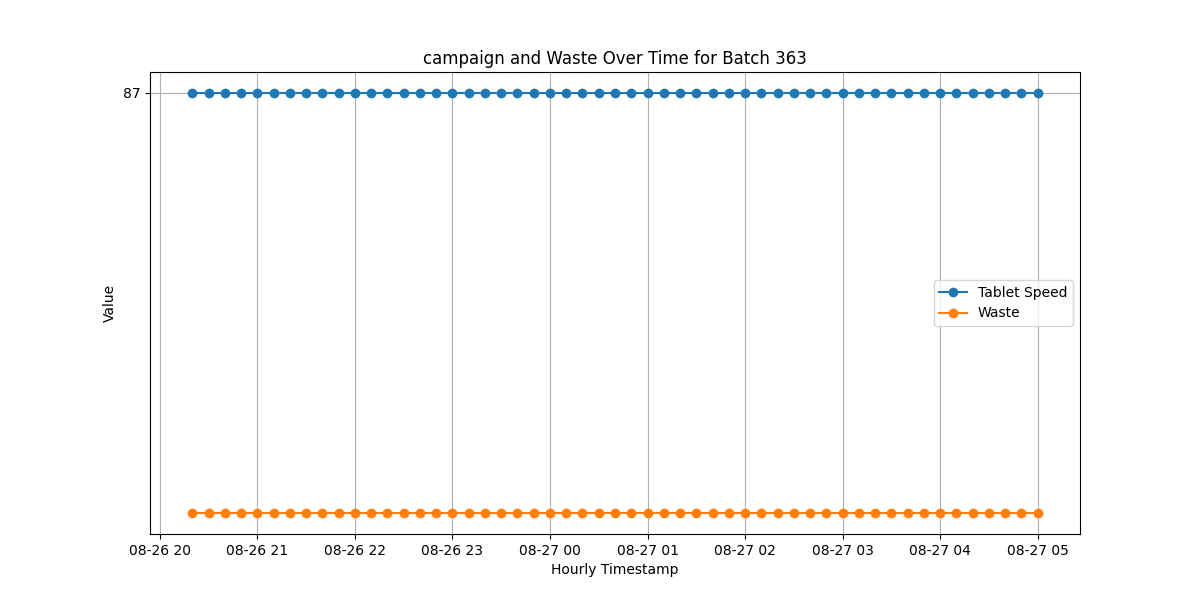 campaign and Waste Over Time for Batch 363
87
Value
Tablet Speed
Waste
08-26 20 08-26 21 08-26 22 08-26 23 08-27 00 08-27 01 08-27 02 08-27 03 08-27 04 08-27 05
Hourly Timestamp